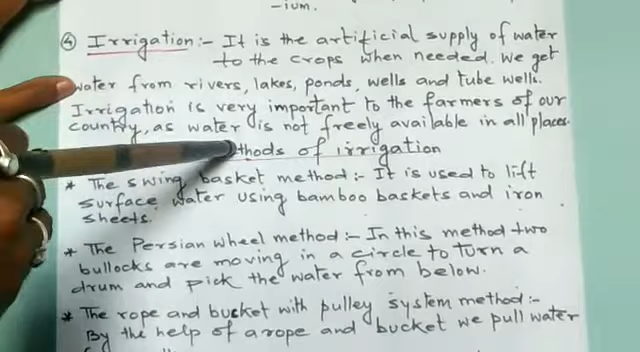 -ium.
④ Irrigation:- It is the artificial supply of water
to the crops when needed. We get
water from rivers, lakes, ponds, wells and tube wells.
Irrigation is very important to the farmers of our
country, as water is not freely available in all places.
thods of irrigation
* The swing basket method:- It is used to lift
surface water using bamboo baskets and iron
sheets.
* The Persian wheel method:- In this method two
bullocks are moving in a circle to turn a
drum and pick the water from below.
* The rope and bucket with pulley system method:-
By the help of a rope and bucket we pull water